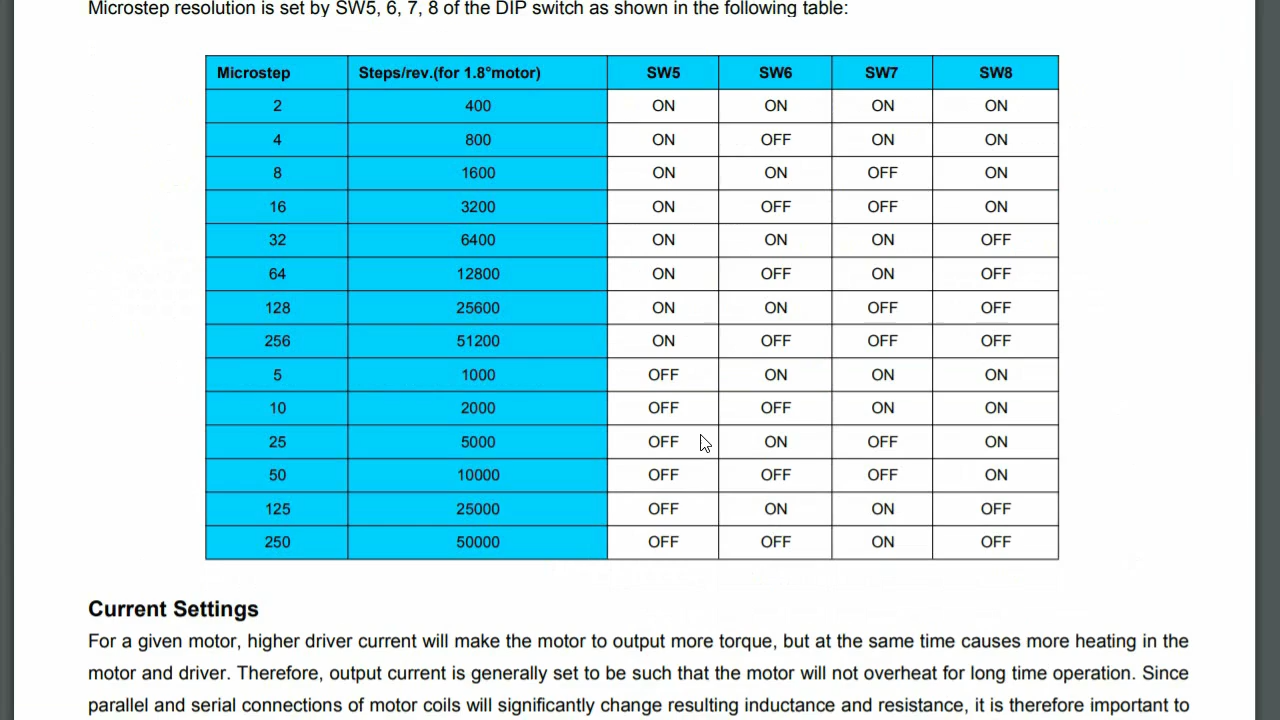 Microstep resolution is set by SW5, 6, 7, 8 of the DIP switch as shown in the following table:
Microstep Steps/rev.(for 1.8°motor) SW5 SW6 SW7 SW8
2 400 ON ON ON ON
4 800 ON OFF ON ON
8 1600 ON ON OFF ON
16 3200 ON OFF OFF ON
32 6400 ON ON ON OFF
64 12800 ON OFF ON OFF
128 25600 ON ON OFF OFF
256 51200 ON OFF OFF OFF
5 1000 OFF ON ON ON
10 2000 OFF OFF ON ON
25 5000 OFF ON OFF ON
50 10000 OFF OFF OFF ON
125 25000 OFF ON ON OFF
250 50000 OFF OFF ON OFF
Current Settings
For a given motor, higher driver current will make the motor to output more torque, but at the same time causes more heating in the
motor and driver. Therefore, output current is generally set to be such that the motor will not overheat for long time operation. Since
parallel and serial connections of motor coils will significantly change resulting inductance and resistance, it is therefore important to